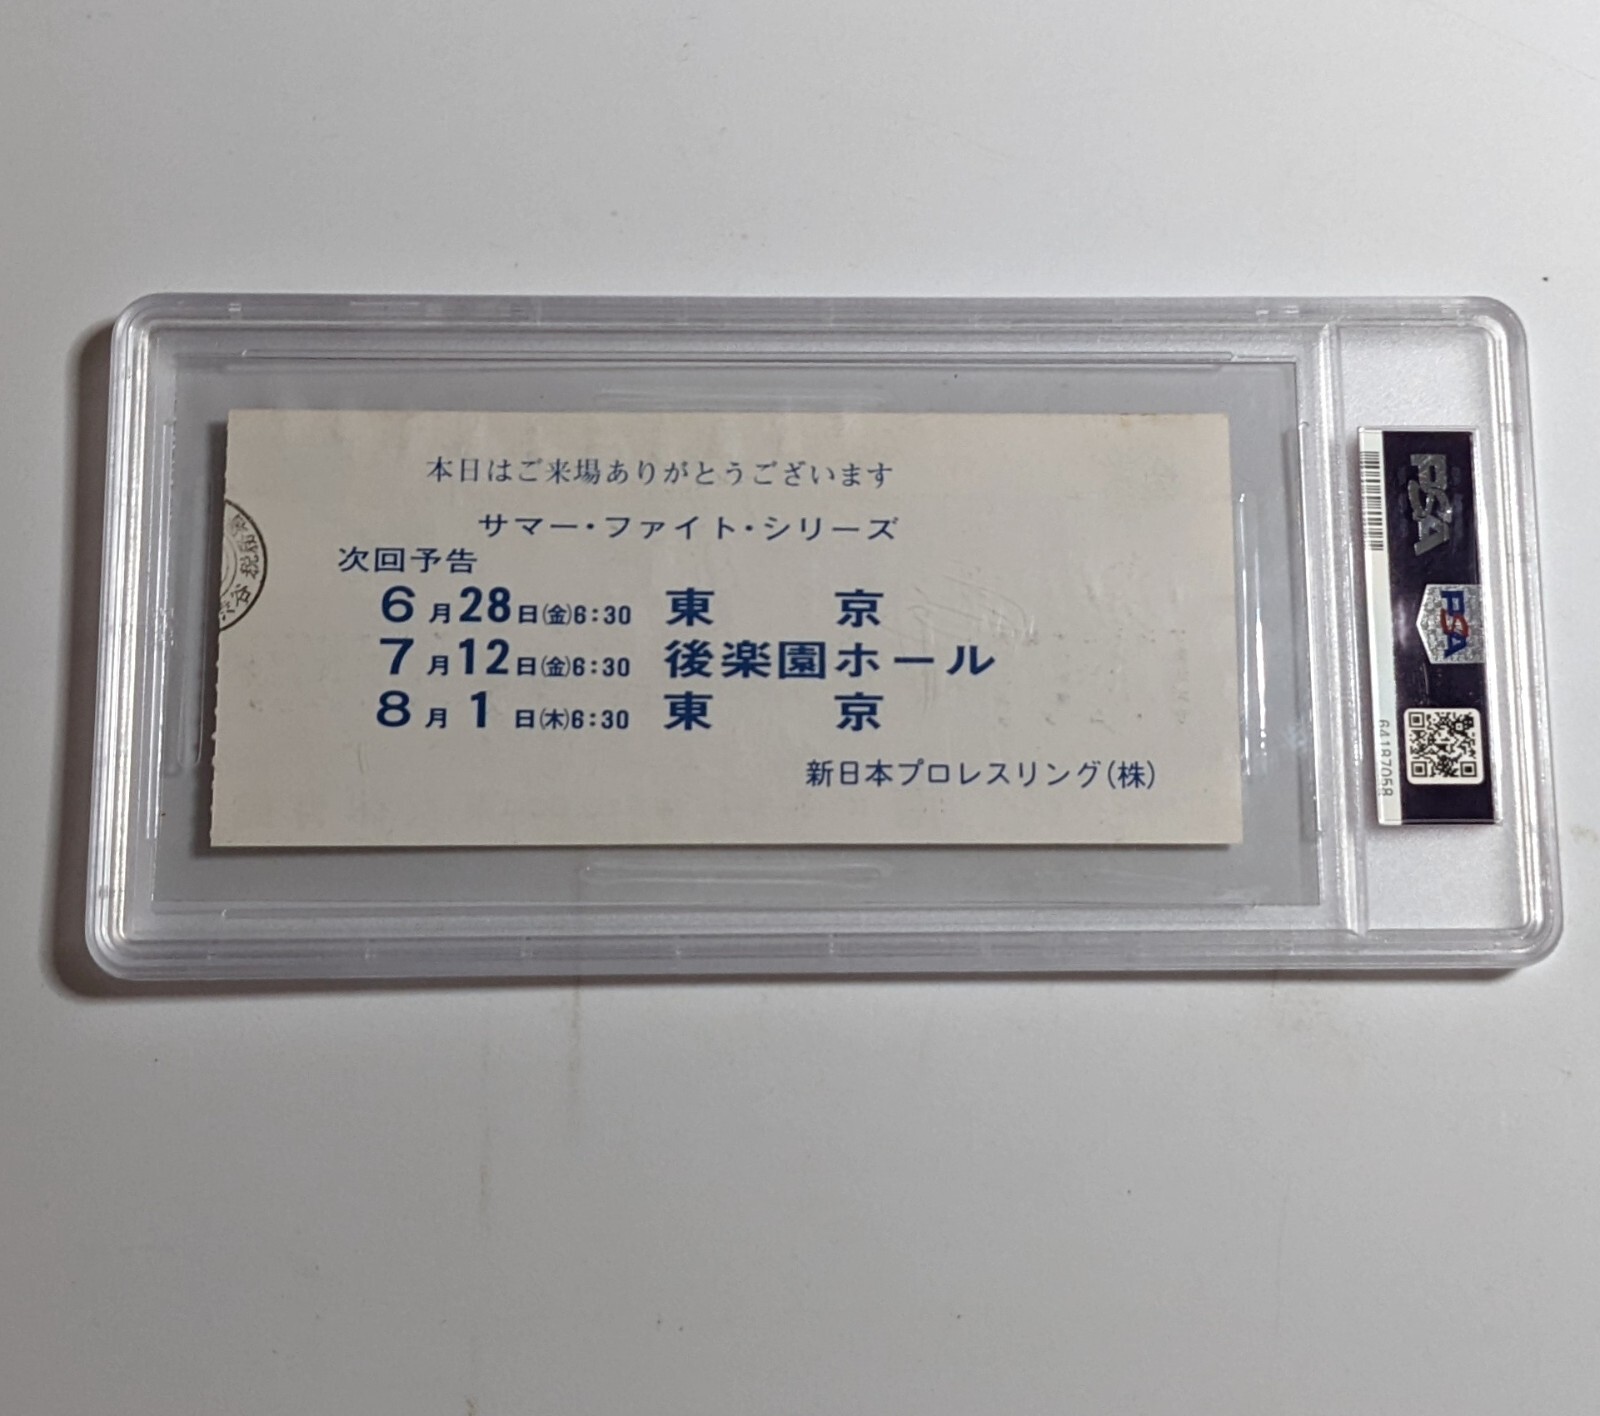 本日はご来場ありがとうございます
サマー・ファイト・シリーズ
次回予告
6月28日(金)6:30 東京
7月12日(金)6:30 後楽園ホール
8月1日(木)6:30 東京
新日本プロレスリング(株)
PSA
PSA
64187058